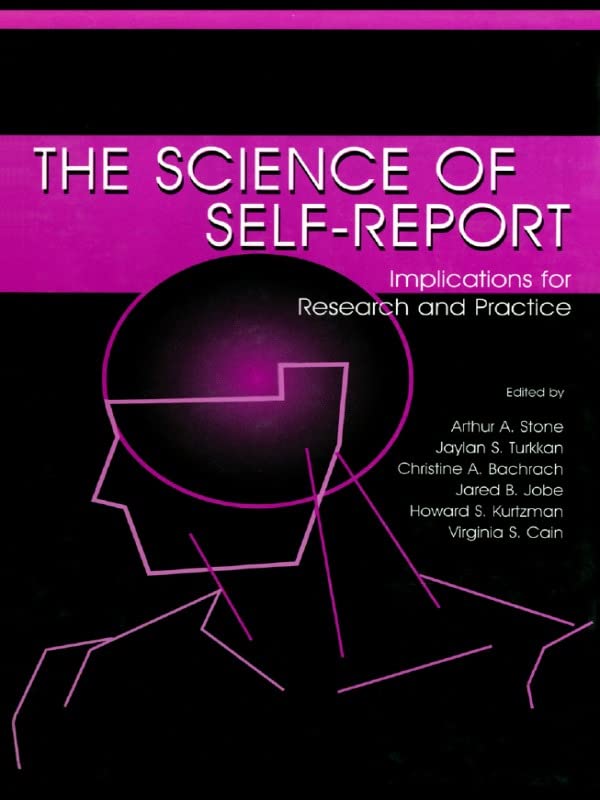 THE SCIENCE OF
SELF-REPORT
Implications for
Research and Practice
Edited by
Arthur A. Stone
Jaylan S. Turkkan
Christine A. Bachrach
Jared B. Jobe
Howard S. Kurtzman
Virginia S. Cain